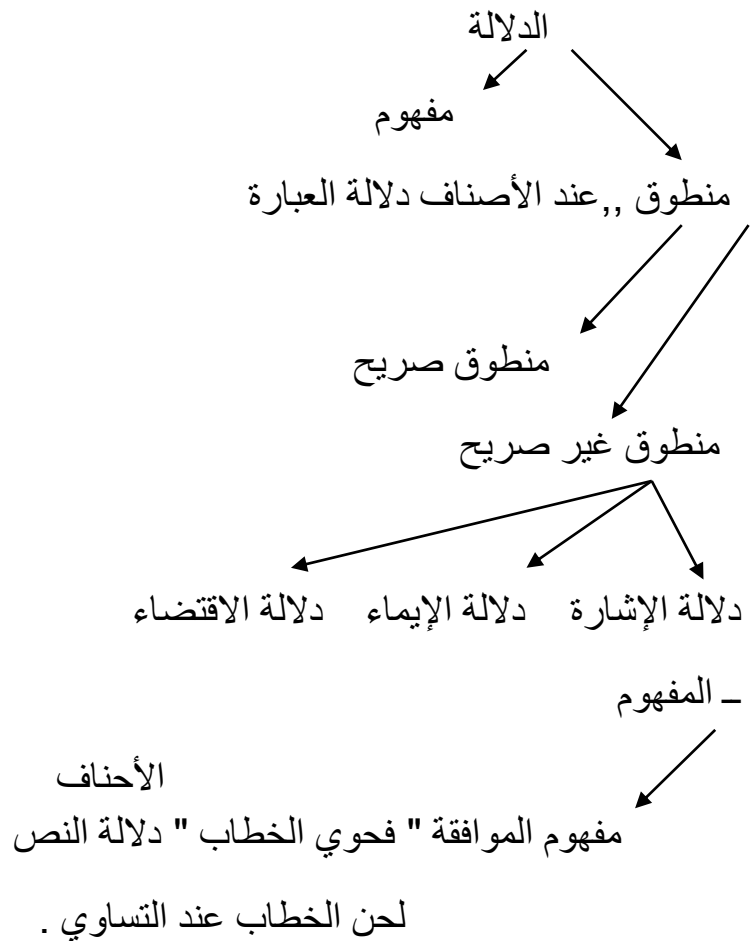 الدلالة
مفهوم
منطوق ,,عند الأصناف دلالة العبارة
منطوق صريح
منطوق غير صريح
دلالة الإشارة دلالة الإيماء دلالة الاقتضاء
– المفهوم
الأحناف
مفهوم الموافقة " فحوي الخطاب " دلالة النص
لحن الخطاب عند التساوي .